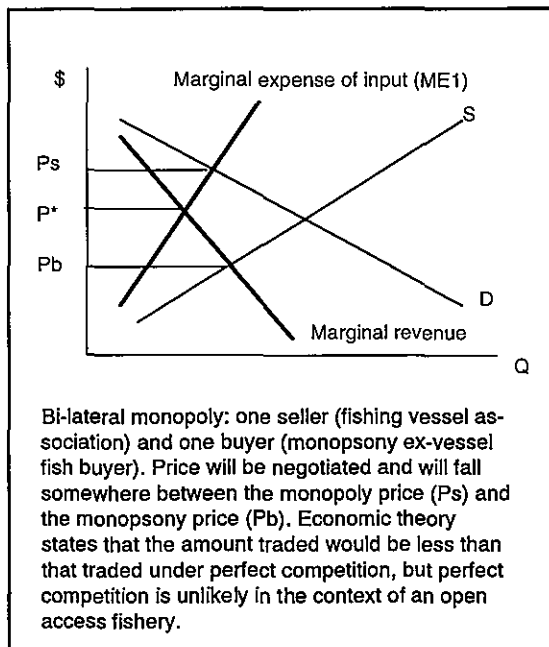 $
Marginal expense of input (ME1)
S
Ps
P*
Pb
D
Marginal revenue
Q
Bi-lateral monopoly: one seller (fishing vessel as-
sociation) and one buyer (monopsony ex-vessel
fish buyer). Price will be negotiated and will fall
somewhere between the monopoly price (Ps) and
the monopsony price (Pb). Economic theory
states that the amount traded would be less than
that traded under perfect competition, but perfect
competition is unlikely in the context of an open
access fishery.